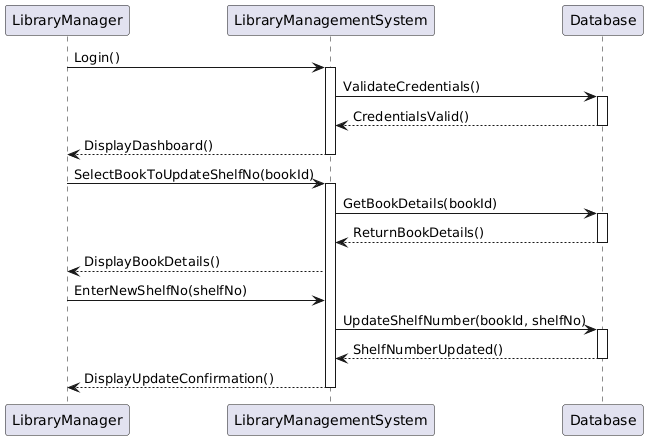 LibraryManager LibraryManagementSystem Database
Login()
ValidateCredentials()
CredentialsValid()
DisplayDashboard()
SelectBookToUpdateShelfNo(bookId)
GetBookDetails(bookId)
ReturnBookDetails()
DisplayBookDetails()
EnterNewShelfNo(shelfNo)
UpdateShelfNumber(bookId, shelfNo)
ShelfNumberUpdated()
DisplayUpdateConfirmation()
LibraryManager LibraryManagementSystem Database